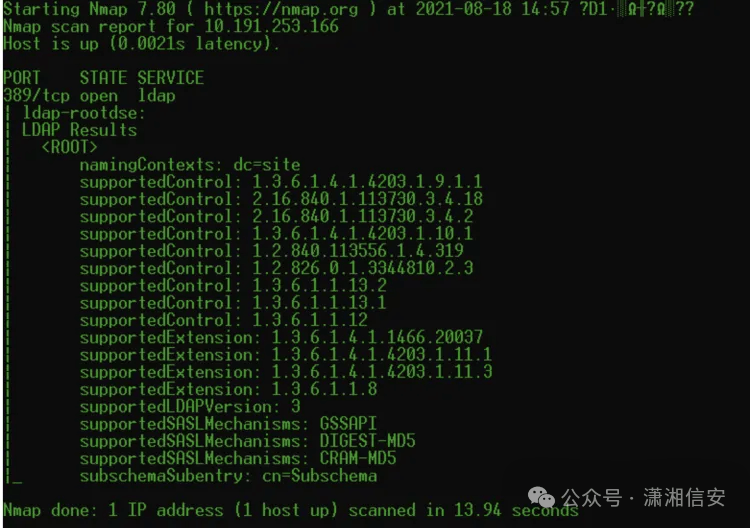 Starting Nmap 7.80 ( https://nmap.org ) at 2021-08-18 14:57 ?D1·░Ω╫?Ω░??
Nmap scan report for 10.191.253.166
Host is up (0.0021s latency).
PORT STATE SERVICE
389/tcp open ldap
| ldap-rootdse:
| LDAP Results
| <ROOT>
| namingContexts: dc=site
| supportedControl: 1.3.6.1.4.1.4203.1.9.1.1
| supportedControl: 2.16.840.1.113730.3.4.18
| supportedControl: 2.16.840.1.113730.3.4.2
| supportedControl: 1.3.6.1.4.1.4203.1.10.1
| supportedControl: 1.2.840.113556.1.4.319
| supportedControl: 1.2.826.0.1.3344810.2.3
| supportedControl: 1.3.6.1.1.13.2
| supportedControl: 1.3.6.1.1.13.1
| supportedControl: 1.3.6.1.1.12
| supportedExtension: 1.3.6.1.4.1.1466.20037
| supportedExtension: 1.3.6.1.4.1.4203.1.11.1
| supportedExtension: 1.3.6.1.4.1.4203.1.11.3
| supportedExtension: 1.3.6.1.1.8
| supportedLDAPVersion: 3
| supportedSASLMechanisms: GSSAPI
| supportedSASLMechanisms: DIGEST-MD5
| supportedSASLMechanisms: CRAM-MD5
|_ subschemaSubentry: cn=Subschema
Nmap done: 1 IP address (1 host up) scanned in 13.94 seconds
公众号 · 潇湘信安